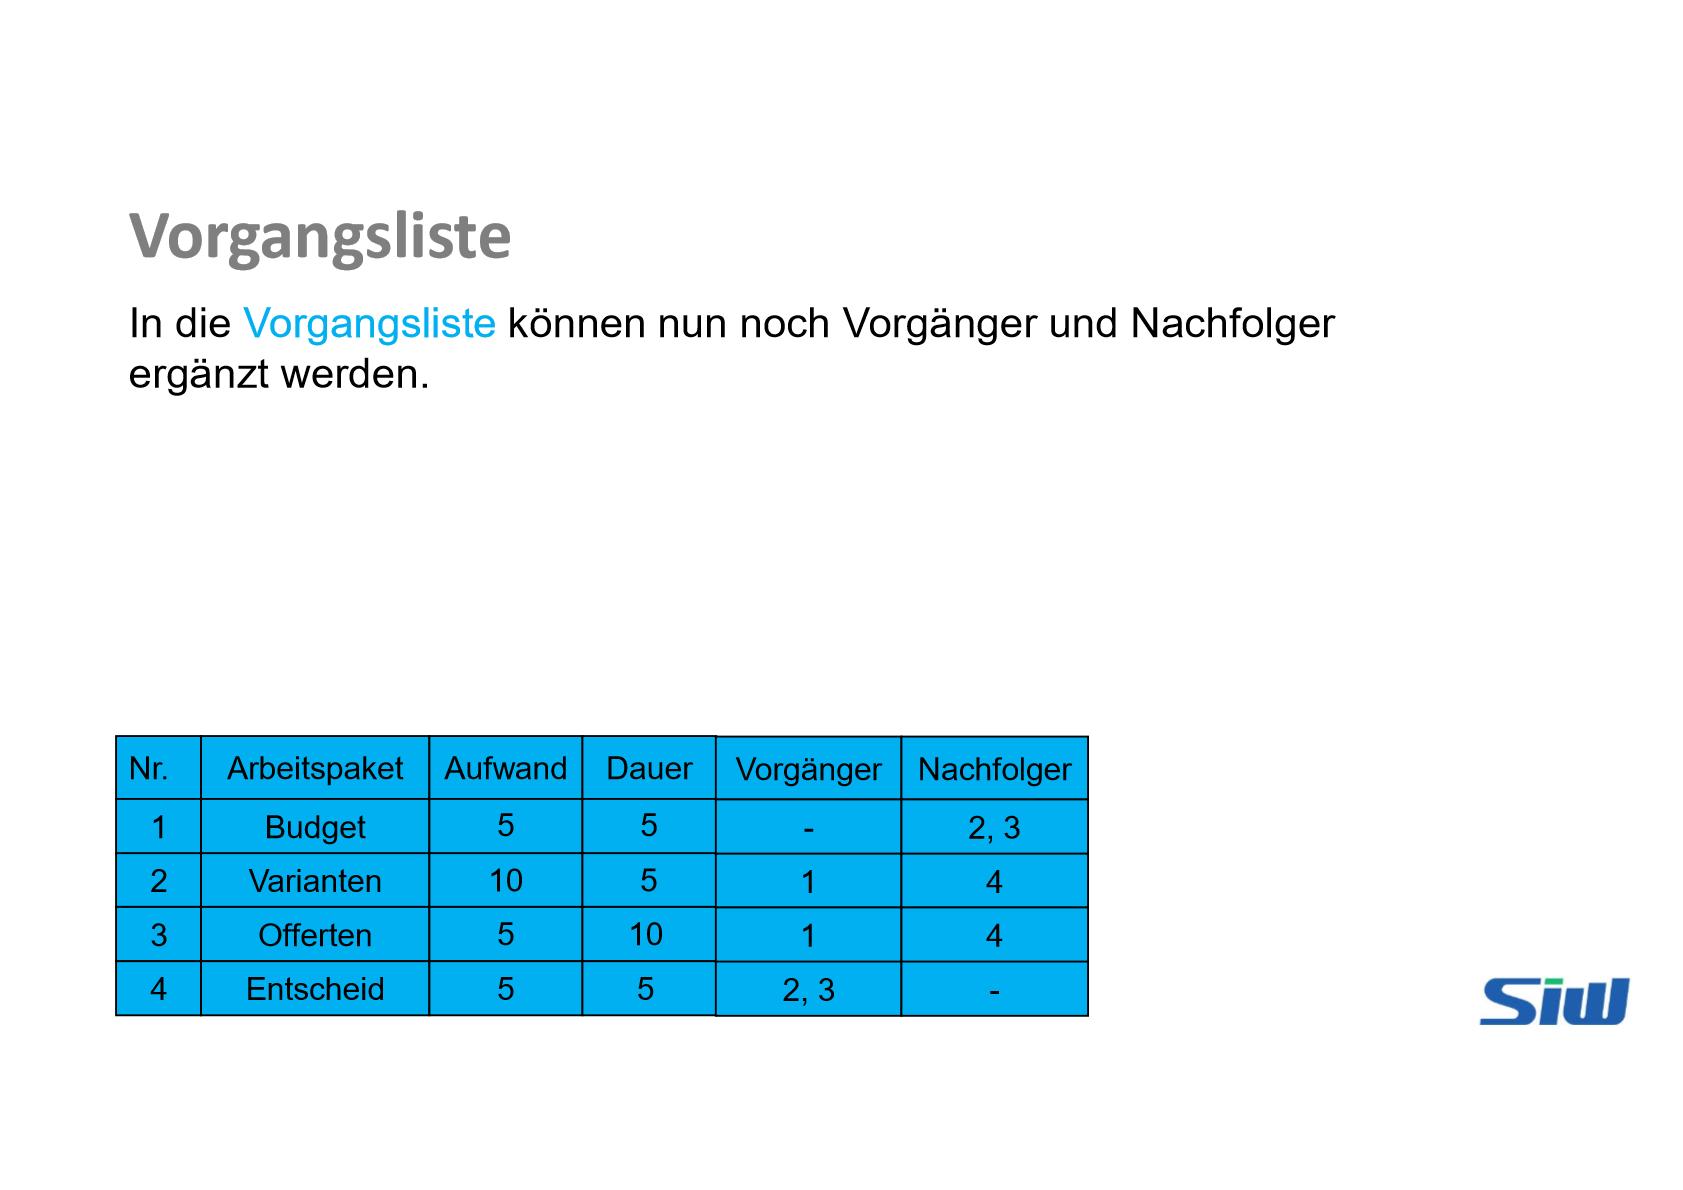 Vorgangsliste
In die Vorgangsliste können nun noch Vorgänger und Nachfolger
ergänzt werden.
Nr. Arbeitspaket Aufwand Dauer Vorgänger Nachfolger
1 Budget 5 5 - 2, 3
2 Varianten 10 5 1 4
3 Offerten 5 10 1 4
4 Entscheid 5 5 2, 3 -
Siw